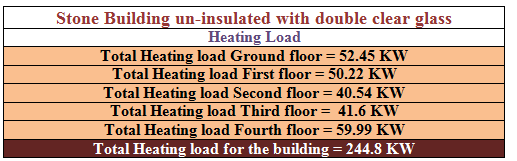 Stone Building un-insulated with double clear glass
Heating Load
Total Heating load Ground floor = 52.45 KW
Total Heating load First floor = 50.22 KW
Total Heating load Second floor = 40.54 KW
Total Heating load Third floor =  41.6 KW
Total Heating load Fourth floor = 59.99 KW
Total Heating load for the building = 244.8 KW